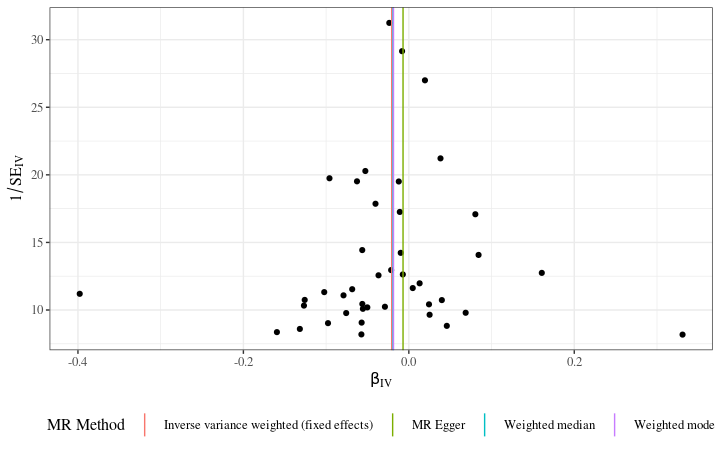 30
25
20
15
10
1/SE_IV
-0.4 -0.2 0.0 0.2
β_IV
MR Method Inverse variance weighted (fixed effects) MR Egger Weighted median Weighted mode